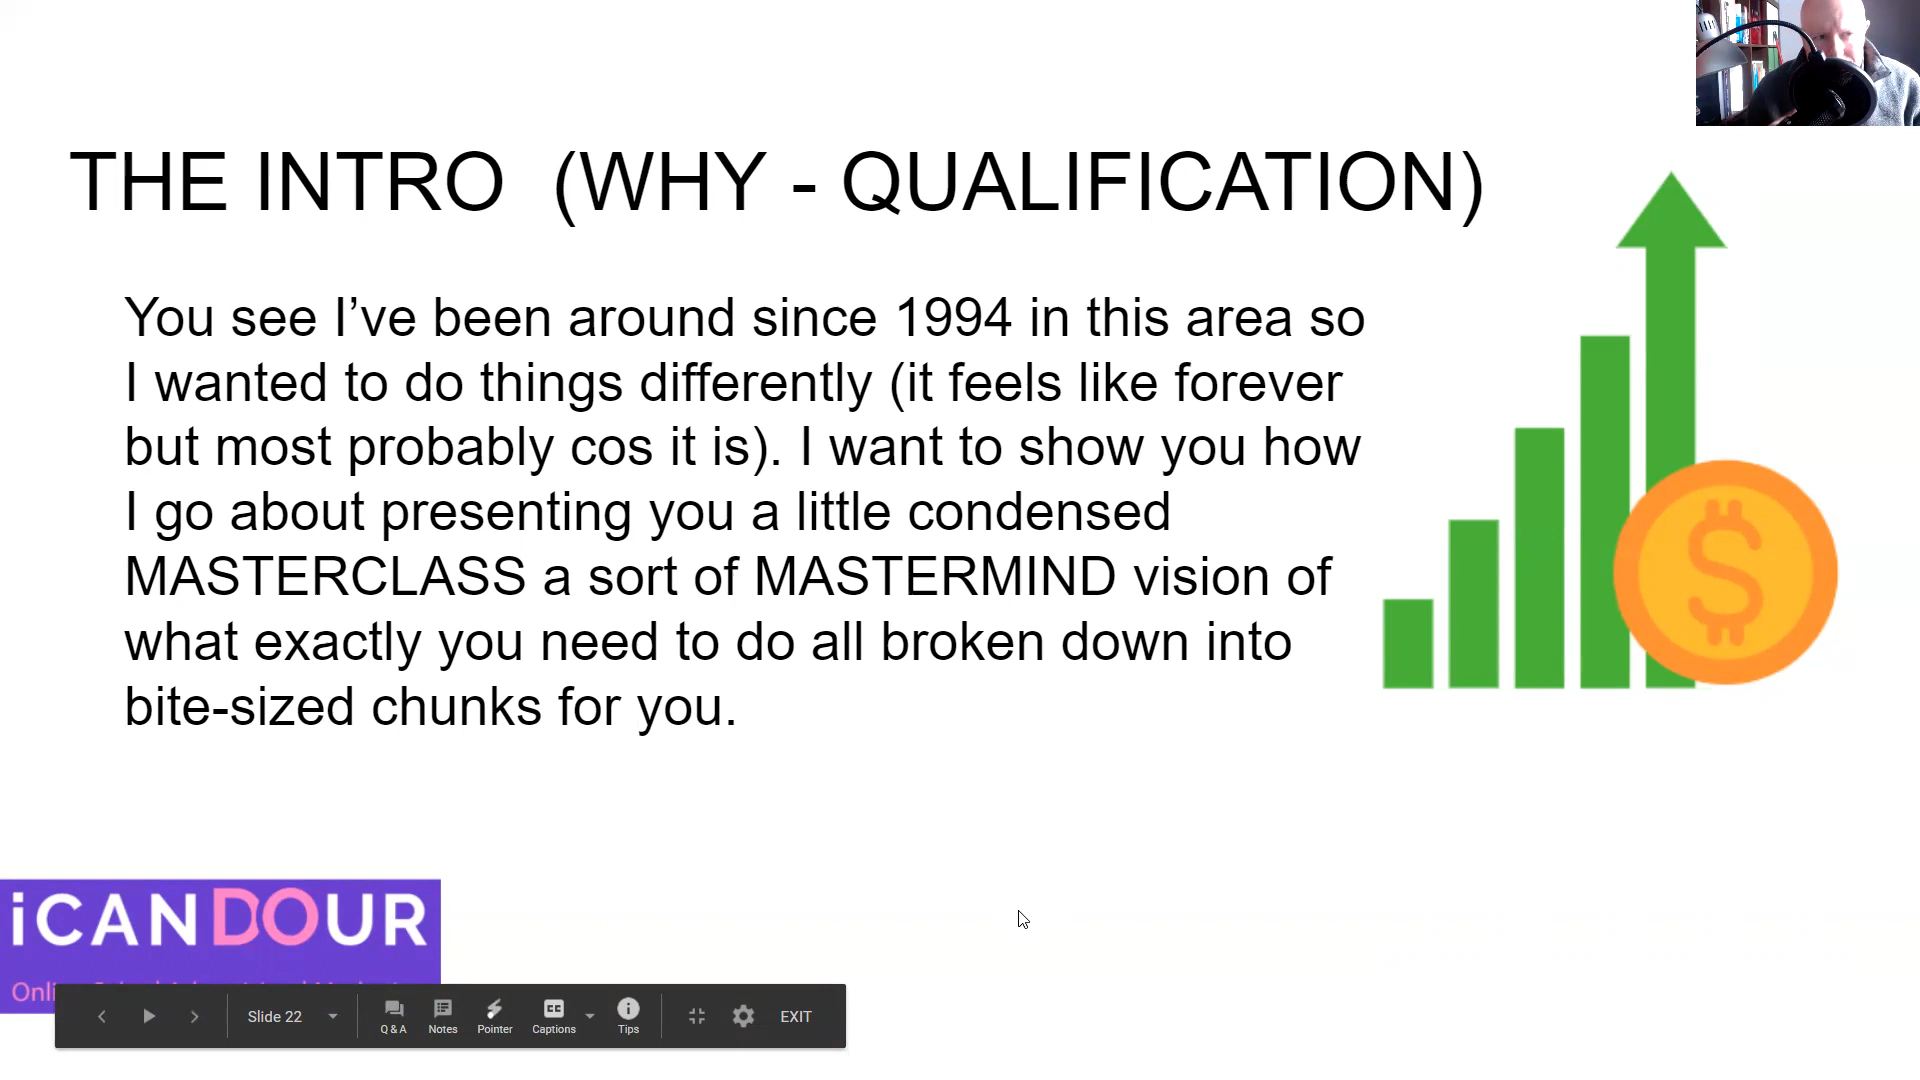 THE INTRO (WHY - QUALIFICATION)
You see I’ve been around since 1994 in this area so
I wanted to do things differently (it feels like forever
but most probably cos it is). I want to show you how
I go about presenting you a little condensed
MASTERCLASS a sort of MASTERMIND vision of
what exactly you need to do all broken down into
bite-sized chunks for you.
$
iCANDOUR
Slide 22
Q & A
Notes
Pointer
CC
Captions
Tips
EXIT